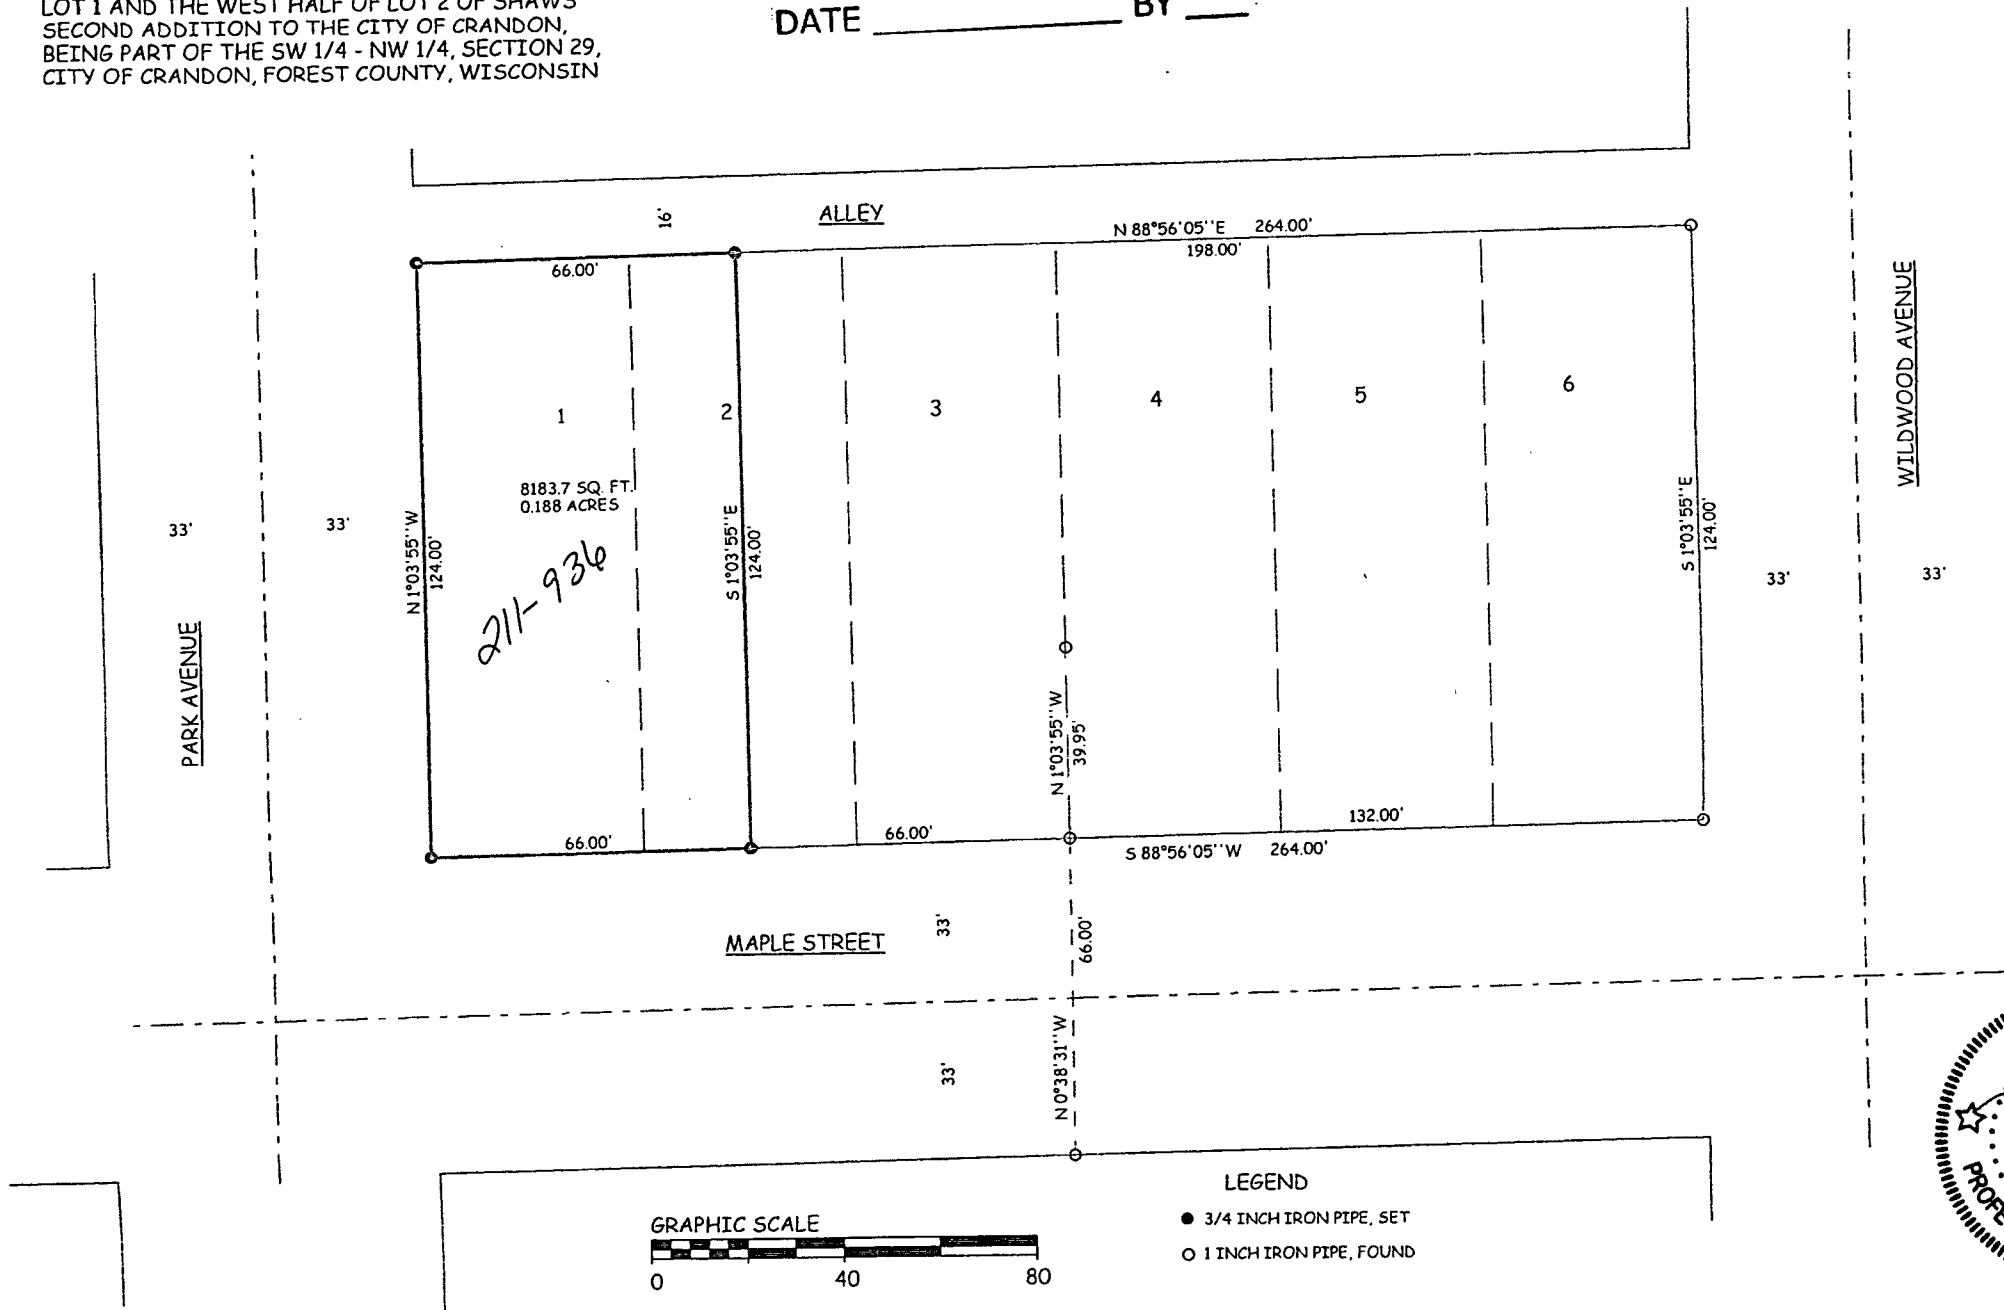 LOT 1 AND THE WEST HALF OF LOT 2 OF SHAWS
SECOND ADDITION TO THE CITY OF CRANDON,
BEING PART OF THE SW 1/4 - NW 1/4, SECTION 29,
CITY OF CRANDON, FOREST COUNTY, WISCONSIN
DATE ____ BY ____
16'
ALLEY
N 88°56'05''E 264.00'
66.00'
198.00'
WILDWOOD AVENUE
1
2
3
4
5
6
8183.7 SQ. FT.
0.188 ACRES
33'
33'
N 1°03'55''W
124.00'
211-936
S 1°03'55''E
124.00'
S 1°03'55''E
124.00'
33'
33'
PARK AVENUE
N 1°03'55''W
39.95'
66.00'
66.00'
132.00'
S 88°56'05''W 264.00'
MAPLE STREET
33'
66.00'
33'
N 0°38'31''W
GRAPHIC SCALE
0 40 80
LEGEND
3/4 INCH IRON PIPE, SET
1 INCH IRON PIPE, FOUND